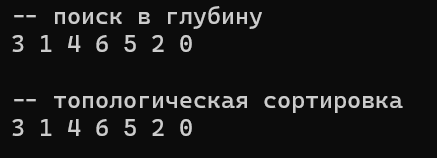 -- поиск в глубину
3 1 4 6 5 2 0
-- топологическая сортировка
3 1 4 6 5 2 0